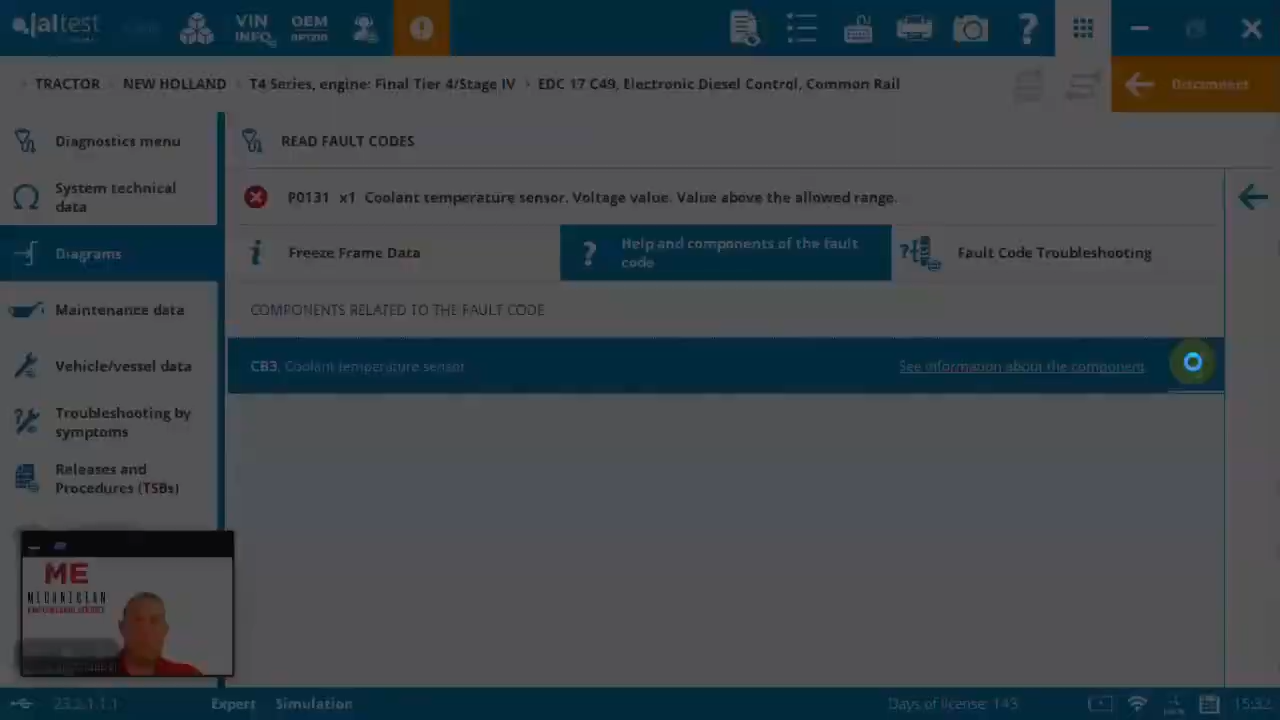 jaltest
VIN INFO
OEM
TRACTOR › NEW HOLLAND › T4 Series, engine: Final Tier 4/Stage IV › EDC 17 C49, Electronic Diesel Control, Common Rail
Disconnect
Diagnostics menu
System technical data
Diagrams
Maintenance data
Vehicle/vessel data
Troubleshooting by symptoms
Releases and Procedures (TSBs)
READ FAULT CODES
P0131 x1 Coolant temperature sensor. Voltage value. Value above the allowed range.
Freeze Frame Data
Help and components of the fault code
Fault Code Troubleshooting
COMPONENTS RELATED TO THE FAULT CODE
CB3, Coolant temperature sensor
See information about the component
ME
Expert
Simulation
Days of license: 143
15:32